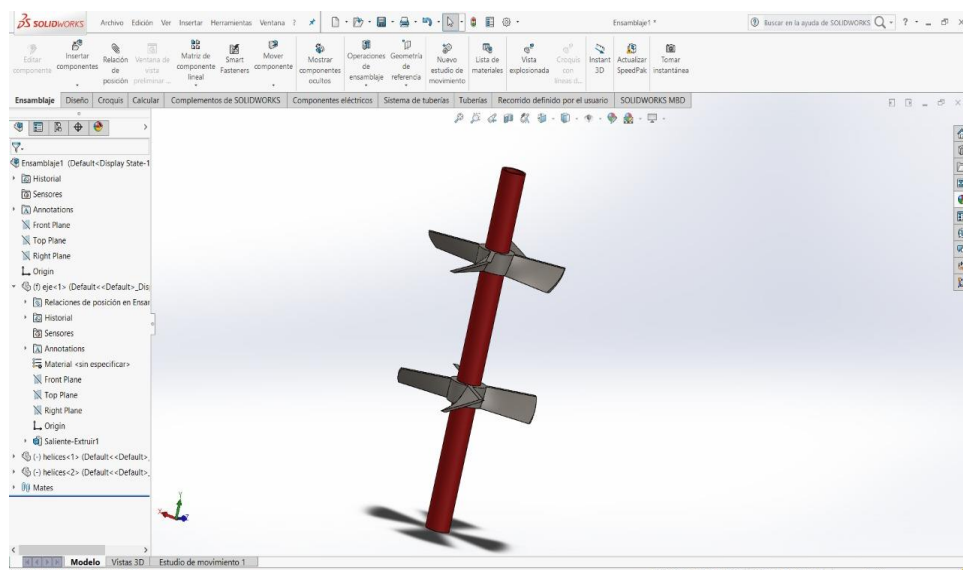 SOLIDWORKS Archivo Edición Ver Insertar Herramientas Ventana ? Ensamblaje1 * Buscar en la ayuda de SOLIDWORKS ?
Editar componente
Insertar componentes
Relación de posición
Ventana de vista preliminar ...
Matriz de componente lineal
Smart Fasteners
Mover componente
Mostrar componentes ocultos
Operaciones de ensamblaje
Geometría de referencia
Nuevo estudio de movimiento
Lista de materiales
Vista explosionada
Croquis con líneas d...
Instant 3D
Actualizar SpeedPak
Tomar instantánea
Ensamblaje Diseño Croquis Calcular Complementos de SOLIDWORKS Componentes eléctricos Sistema de tuberías Tuberías Recorrido definido por el usuario SOLIDWORKS MBD
Ensamblaje1 (Default<Display State-1
Historial
Sensores
Annotations
Front Plane
Top Plane
Right Plane
Origin
(f) eje<1> (Default<<Default>_Dis
Relaciones de posición en Ensar
Historial
Sensores
Annotations
Material <sin especificar>
Front Plane
Top Plane
Right Plane
Origin
Saliente-Extruir1
(-) helices<1> (Default<<Default>_
(-) helices<2> (Default<<Default>_
Mates
Modelo Vistas 3D Estudio de movimiento 1